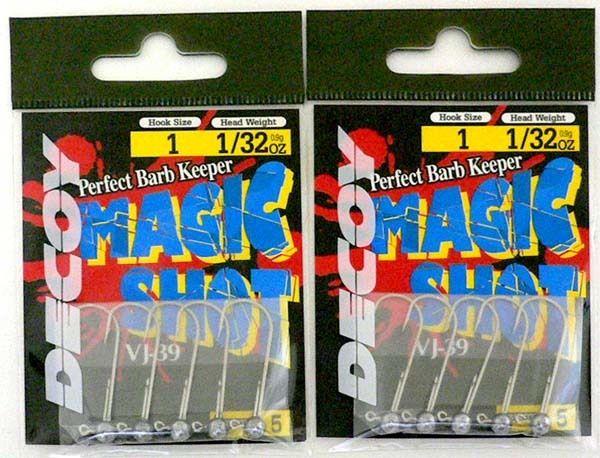 Hook Size Head Weight
1 1/32 0.9g OZ
Perfect Barb Keeper
MAGIC
SHOT
DECOY
VJ-39
5
Hook Size Head Weight
1 1/32 0.9g OZ
Perfect Barb Keeper
MAGIC
SHOT
DECOY
VJ-39
5